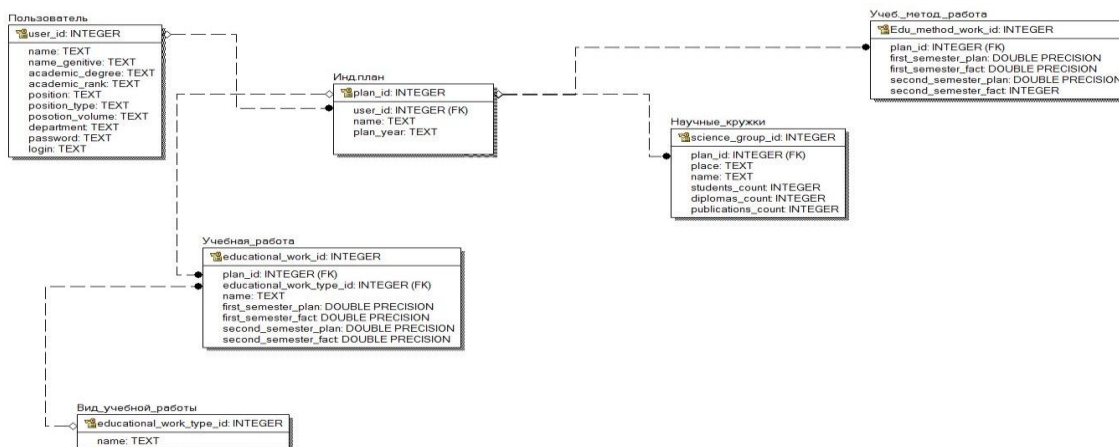 Пользователь
user_id: INTEGER
name: TEXT
name_genitive: TEXT
academic_degree: TEXT
academic_rank: TEXT
position: TEXT
position_type: TEXT
posotion_volume: TEXT
department: TEXT
password: TEXT
login: TEXT
Инд.план
plan_id: INTEGER
user_id: INTEGER (FK)
name: TEXT
plan_year: TEXT
Учеб._метод._работа
Edu_method_work_id: INTEGER
plan_id: INTEGER (FK)
first_semester_plan: DOUBLE PRECISION
first_semester_fact: DOUBLE PRECISION
second_semester_plan: DOUBLE PRECISION
second_semester_fact: INTEGER
Научные_кружки
science_group_id: INTEGER
plan_id: INTEGER (FK)
place: TEXT
name: TEXT
students_count: INTEGER
diplomas_count: INTEGER
publications_count: INTEGER
Учебная_работа
educational_work_id: INTEGER
plan_id: INTEGER (FK)
educational_work_type_id: INTEGER (FK)
name: TEXT
first_semester_plan: DOUBLE PRECISION
first_semester_fact: DOUBLE PRECISION
second_semester_plan: DOUBLE PRECISION
second_semester_fact: DOUBLE PRECISION
Вид_учебной_работы
educational_work_type_id: INTEGER
name: TEXT